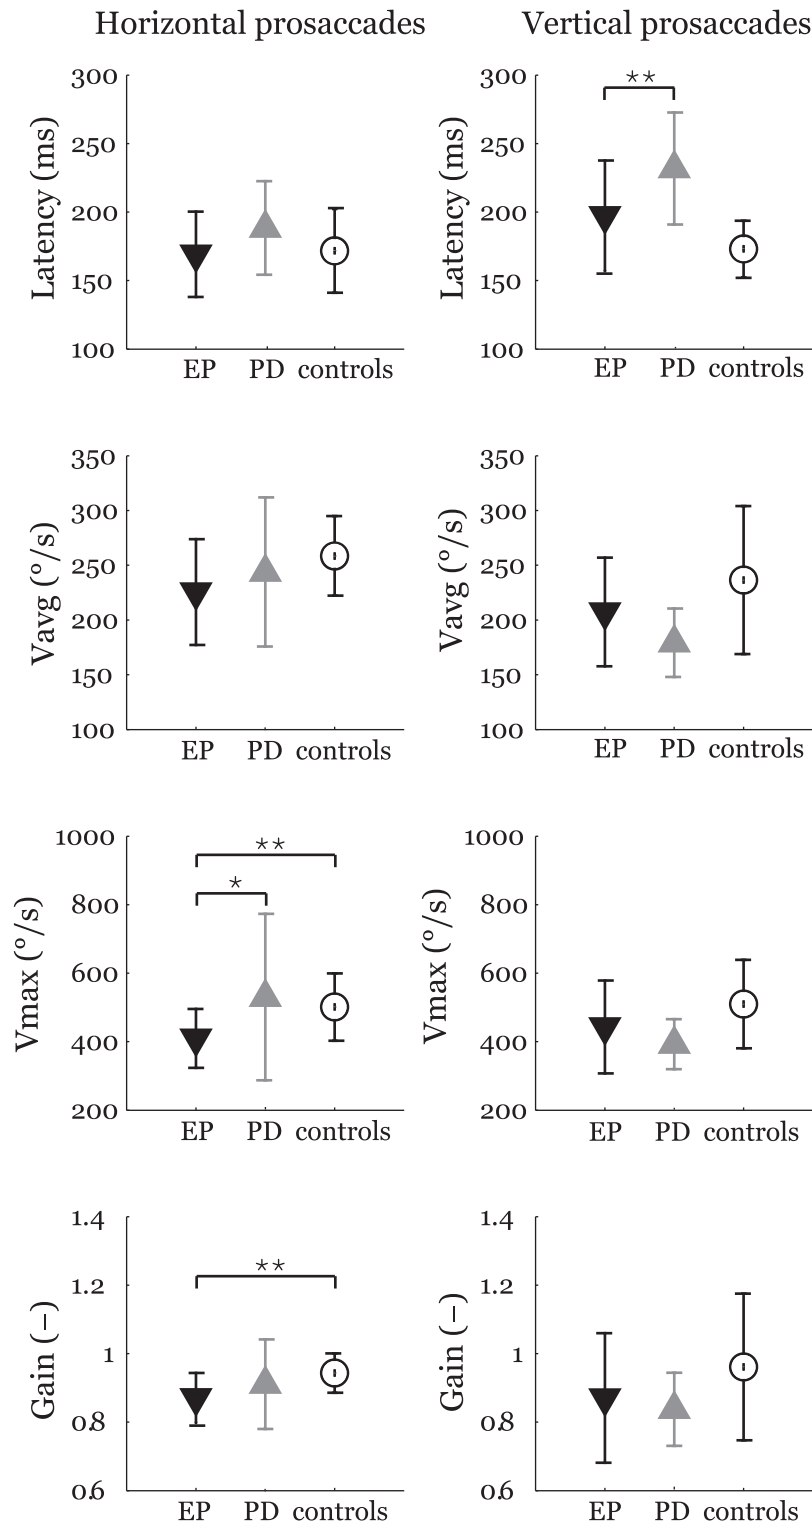 Horizontal prosaccades
Vertical prosaccades
300
250
200
150
100
Latency (ms)
EP PD controls
**
300
250
200
150
100
Latency (ms)
EP PD controls
350
300
250
200
150
100
Vavg (°/s)
EP PD controls
350
300
250
200
150
100
Vavg (°/s)
EP PD controls
**
*
1000
800
600
400
200
Vmax (°/s)
EP PD controls
1000
800
600
400
200
Vmax (°/s)
EP PD controls
**
1.4
1.2
1
0.8
0.6
Gain (–)
EP PD controls
1.4
1.2
1
0.8
0.6
Gain (–)
EP PD controls